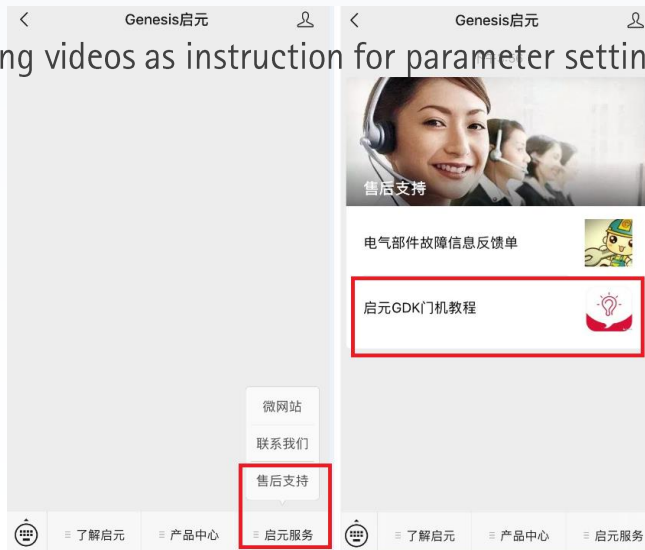 Genesis启元
Genesis启元
ng videos as instruction for parameter settin
售后支持
电气部件故障信息反馈单
启元GDK门机教程
微网站
联系我们
售后支持
≡ 了解启元
≡ 产品中心
≡ 启元服务
≡ 了解启元
≡ 产品中心
≡ 启元服务